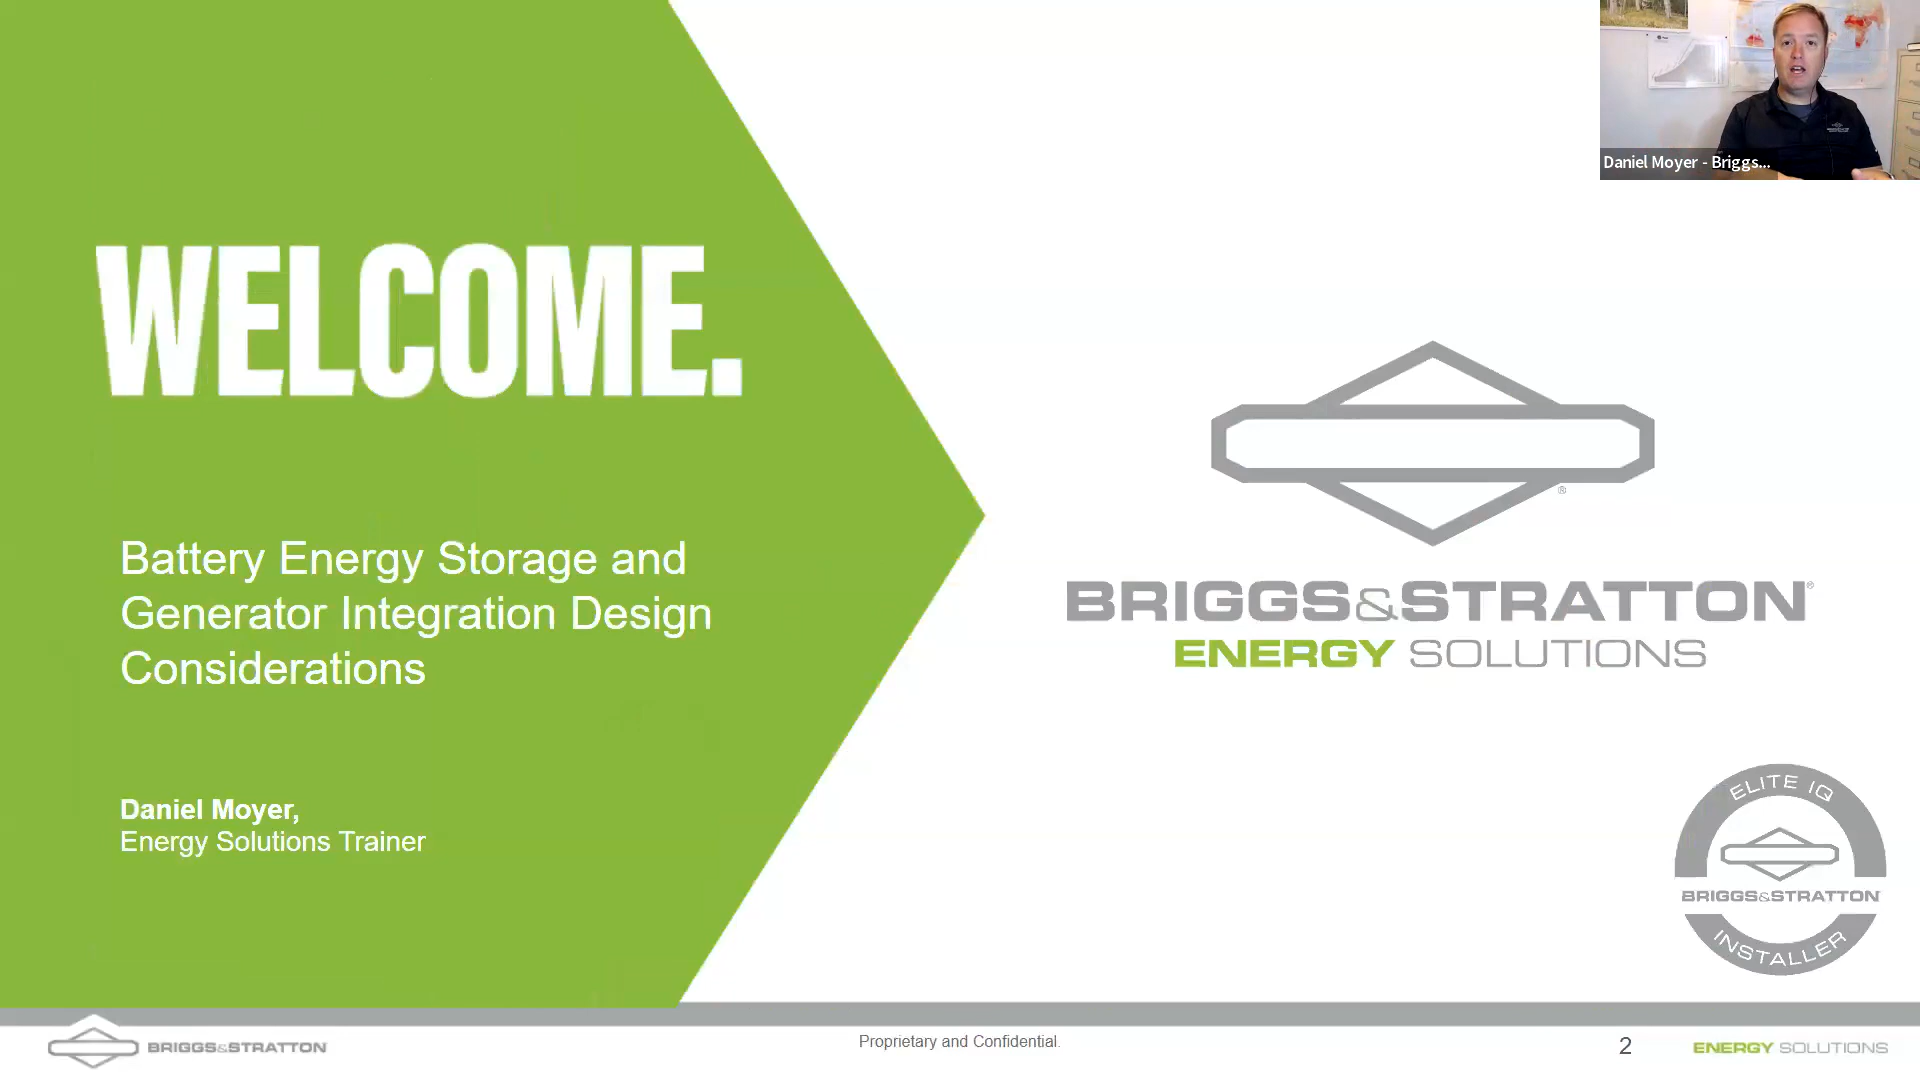 Daniel Moyer - Briggs...
WELCOME.
Battery Energy Storage and
Generator Integration Design
Considerations
Daniel Moyer,
Energy Solutions Trainer
®
BRIGGS&STRATTON®
ENERGY SOLUTIONS
ELITE IQ
BRIGGS&STRATTON
INSTALLER
BRIGGS&STRATTON
Proprietary and Confidential.
2
ENERGY SOLUTIONS